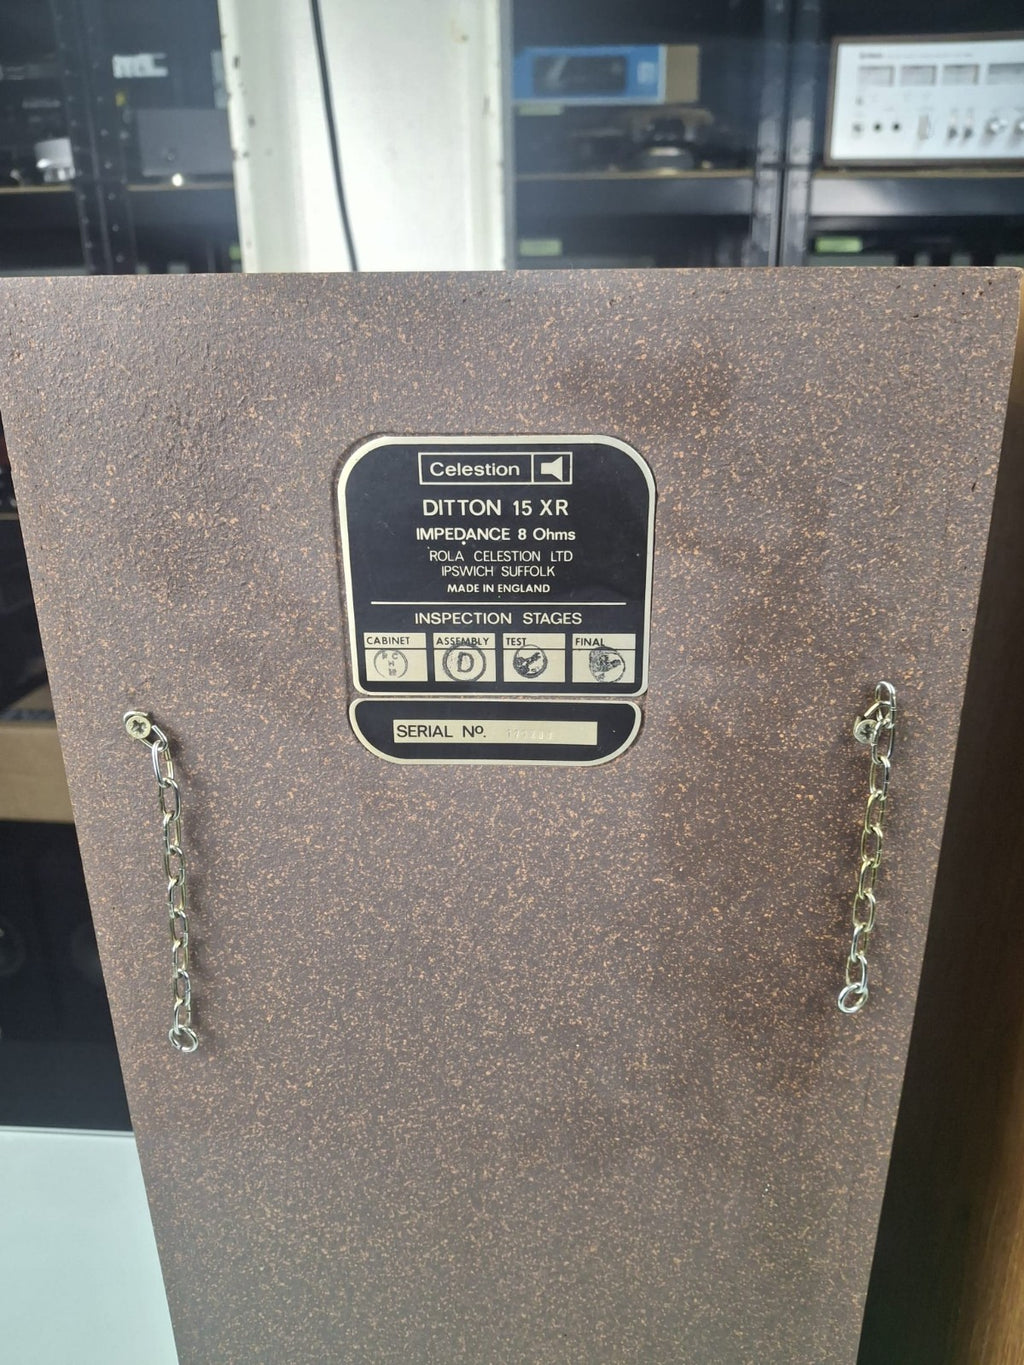 Celestion
DITTON 15 XR
IMPEDANCE 8 Ohms
ROLA CELESTION LTD
IPSWICH SUFFOLK
MADE IN ENGLAND
INSPECTION STAGES
CABINET ASSEMBLY TEST FINAL
D
SERIAL No.